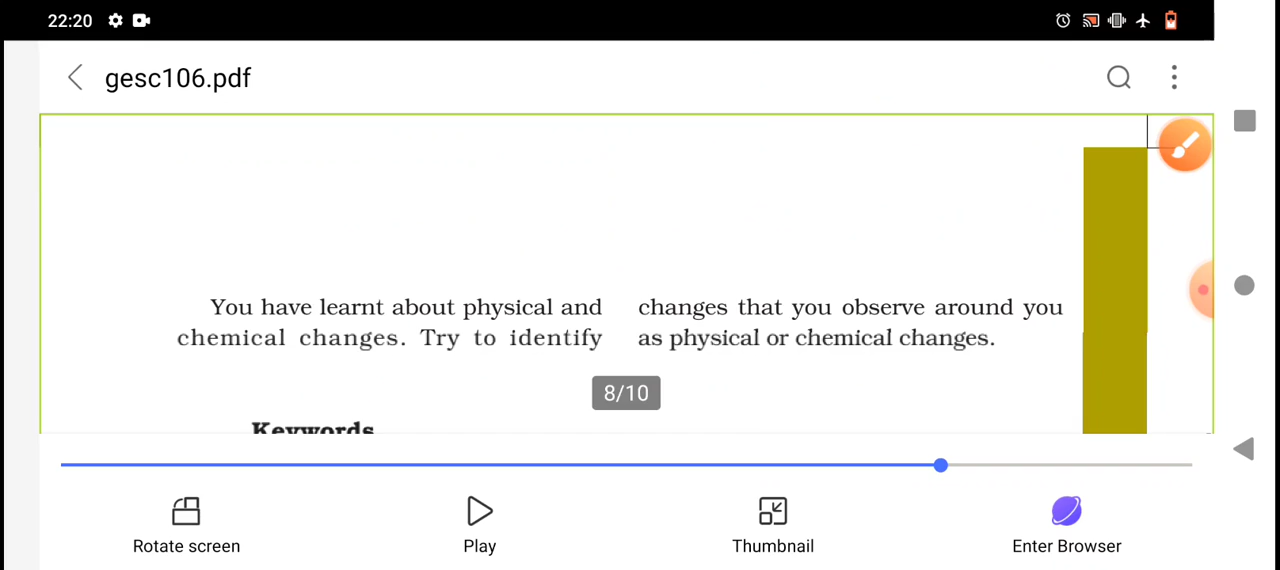 22:20
gesc106.pdf
You have learnt about physical and
chemical changes. Try to identify
changes that you observe around you
as physical or chemical changes.
8/10
Keywords
Rotate screen
Play
Thumbnail
Enter Browser